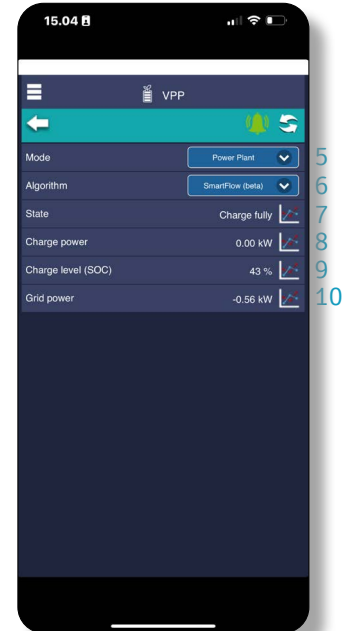 15.04
VPP
Mode Power Plant 5
Algorithm SmartFlow (beta) 6
State Charge fully 7
Charge power 0.00 kW 8
Charge level (SOC) 43 % 9
Grid power -0.56 kW 10